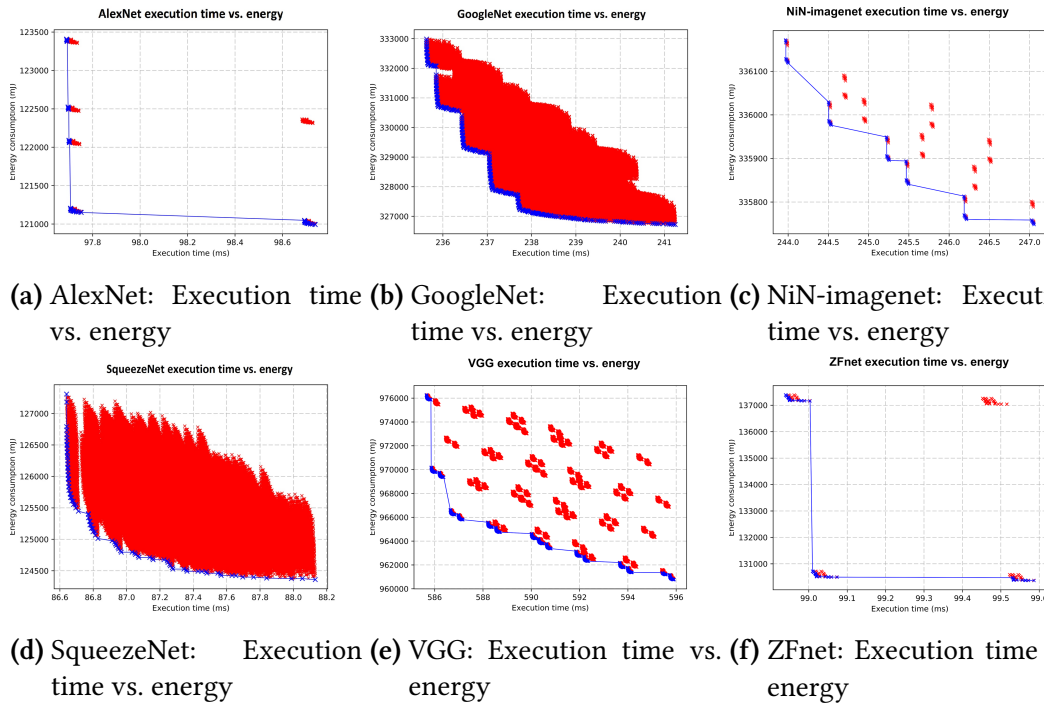 AlexNet execution time vs. energy
GoogleNet execution time vs. energy
NiN-imagenet execution time vs. energy
Energy consumption (mJ)
123500
123000
122500
122000
121500
121000
97.8 98.0 98.2 98.4 98.6
Execution time (ms)
Energy consumption (mJ)
333000
332000
331000
330000
329000
328000
327000
236 237 238 239 240 241
Execution time (ms)
Energy consumption (mJ)
336100
336000
335900
335800
244.0 244.5 245.0 245.5 246.0 246.5 247.0
Execution time (ms)
(a) AlexNet: Execution time
vs. energy
(b) GoogleNet: Execution
time vs. energy
(c) NiN-imagenet: Executi
time vs. energy
SqueezeNet execution time vs. energy
VGG execution time vs. energy
ZFnet execution time vs. energy
Energy consumption (mJ)
127000
126500
126000
125500
125000
124500
86.6 86.8 87.0 87.2 87.4 87.6 87.8 88.0 88.2
Execution time (ms)
Energy consumption (mJ)
976000
974000
972000
970000
968000
966000
964000
962000
960000
586 588 590 592 594 596
Execution time (ms)
Energy consumption (mJ)
137000
136000
135000
134000
133000
132000
131000
99.0 99.1 99.2 99.3 99.4 99.5 99.6
Execution time (ms)
(d) SqueezeNet: Execution
time vs. energy
(e) VGG: Execution time vs.
energy
(f) ZFnet: Execution time
energy